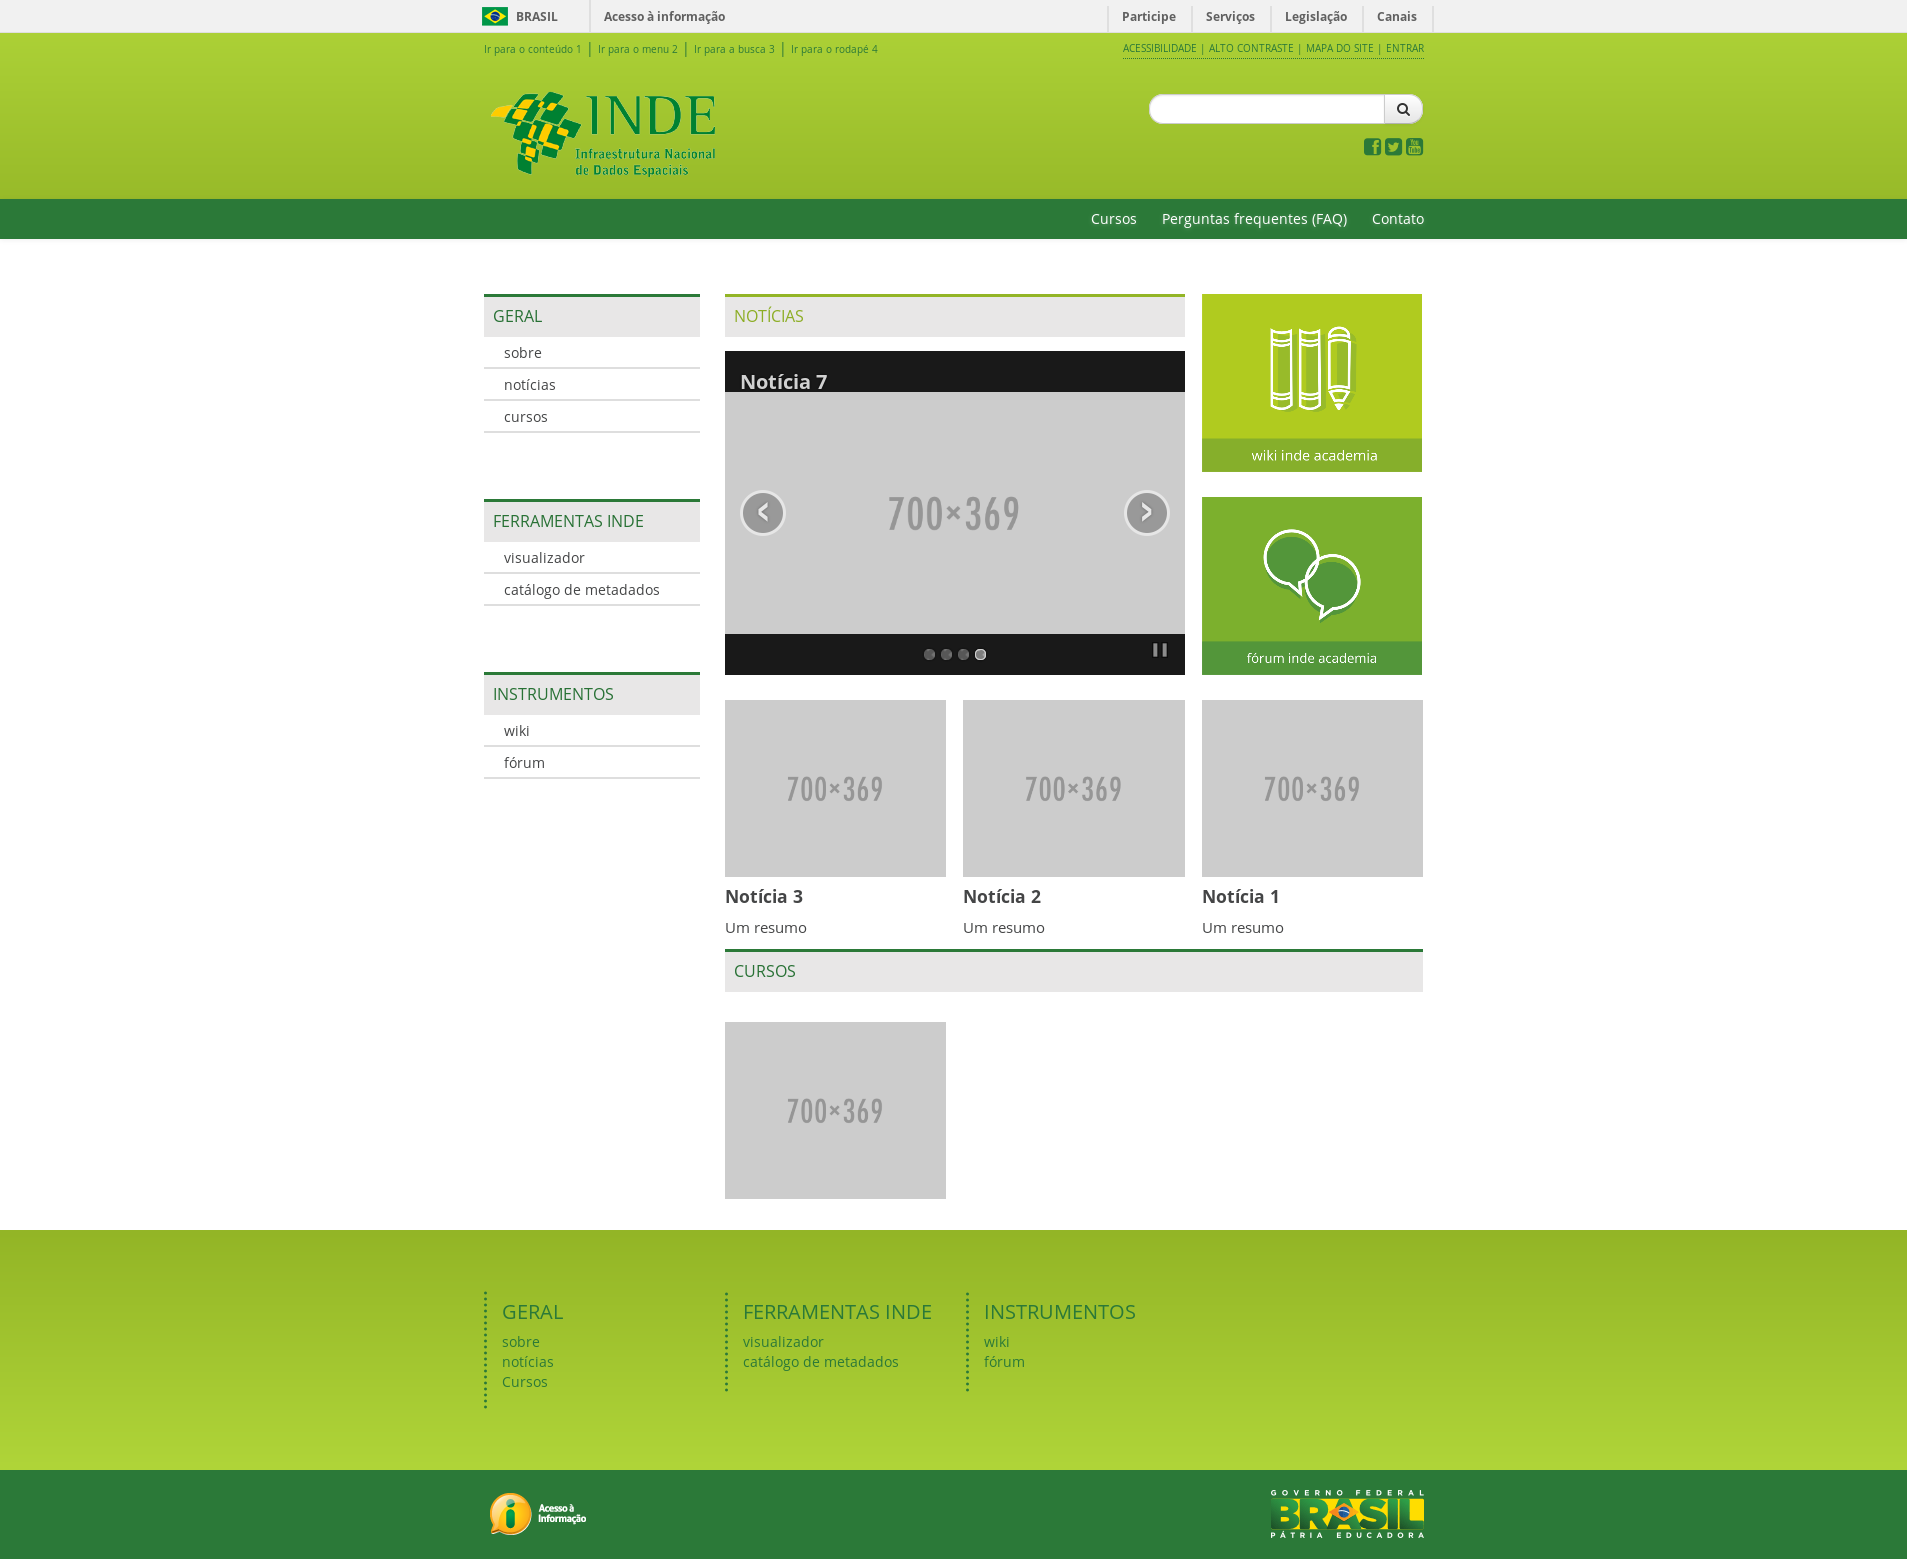 BRASIL
Acesso à informação
Participe
Serviços
Legislação
Canais
Ir para o conteúdo 1 | Ir para o menu 2 | Ir para a busca 3 | Ir para o rodapé 4
ACESSIBILIDADE | ALTO CONTRASTE | MAPA DO SITE | ENTRAR
INDE
Infraestrutura Nacional
de Dados Espaciais
Cursos
Perguntas frequentes (FAQ)
Contato
GERAL
sobre
notícias
cursos
FERRAMENTAS INDE
visualizador
catálogo de metadados
INSTRUMENTOS
wiki
fórum
NOTÍCIAS
Notícia 7
700×369
wiki inde academia
fórum inde academia
700×369
700×369
700×369
Notícia 3
Um resumo
Notícia 2
Um resumo
Notícia 1
Um resumo
CURSOS
700×369
GERAL
sobre
notícias
Cursos
FERRAMENTAS INDE
visualizador
catálogo de metadados
INSTRUMENTOS
wiki
fórum
Acesso à
Informação
GOVERNO FEDERAL
BRASIL
PÁTRIA EDUCADORA